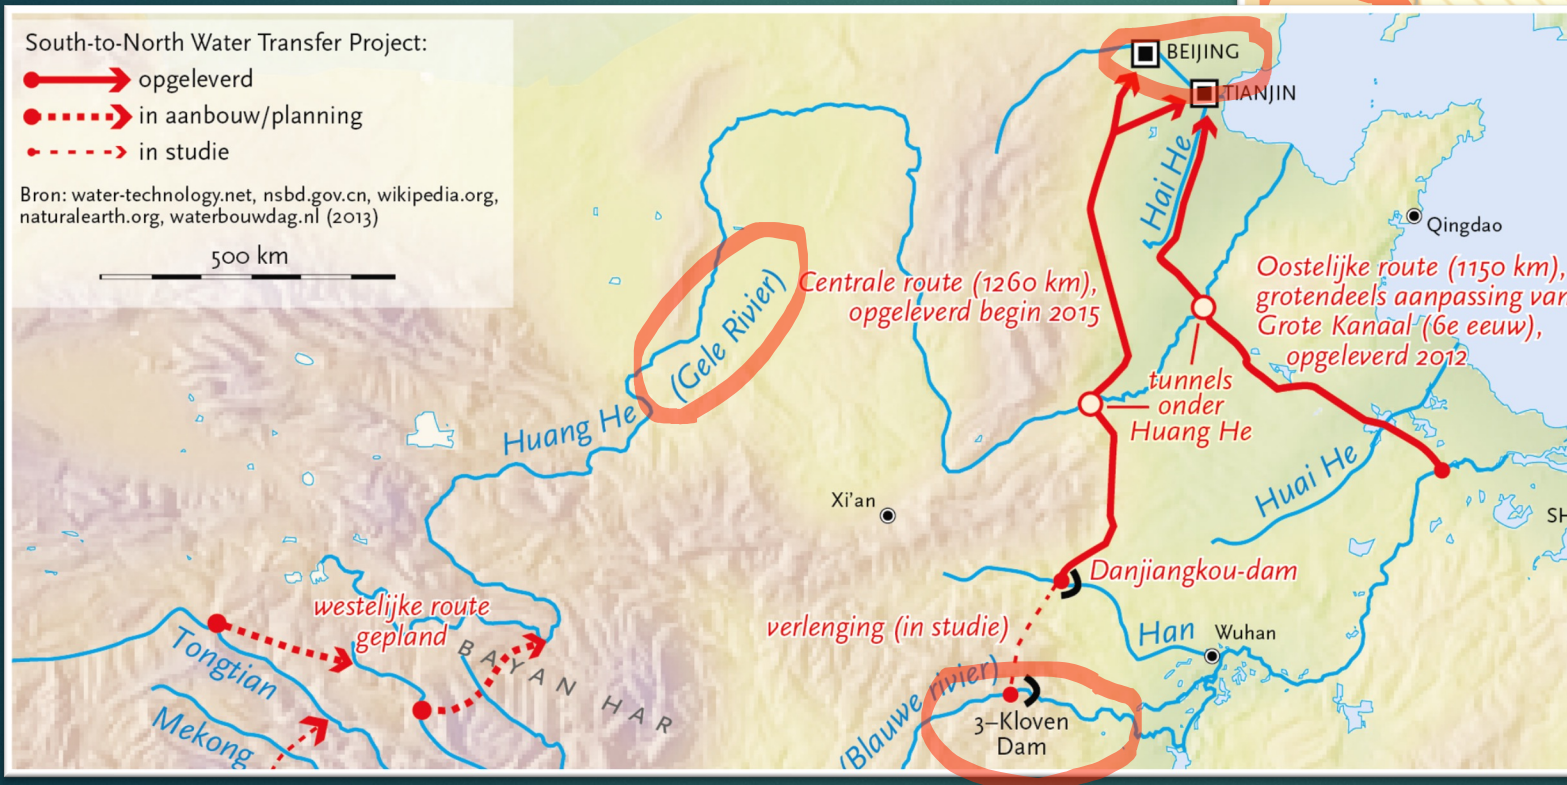 South-to-North Water Transfer Project:
opgeleverd
in aanbouw/planning
in studie
Bron: water-technology.net, nsbd.gov.cn, wikipedia.org,
naturalearth.org, waterbouwdag.nl (2013)
500 km
BEIJING
TIANJIN
Hai He
Qingdao
(Gele Rivier)
Huang He
Centrale route (1260 km),
opgeleverd begin 2015
Oostelijke route (1150 km),
grotendeels aanpassing van
Grote Kanaal (6e eeuw),
opgeleverd 2012
tunnels
onder
Huang He
Huai He
Xi'an
SH
Danjiangkou-dam
verlenging (in studie)
Han
Wuhan
westelijke route
gepland
BAYAN HAR
Tongtian
Mekong
(Blauwe rivier)
3–Kloven
Dam